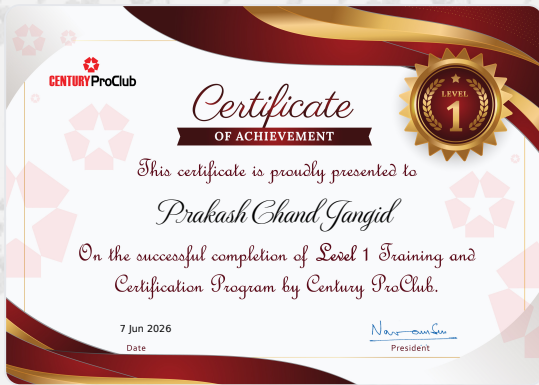 CENTURY ProClub
LEVEL
1
Certificate
OF ACHIEVEMENT
This certificate is proudly presented to
Prakash Chand Jangid
On the successful completion of Level 1 Training and
Certification Program by Century ProClub.
7 Jun 2026
Date
President